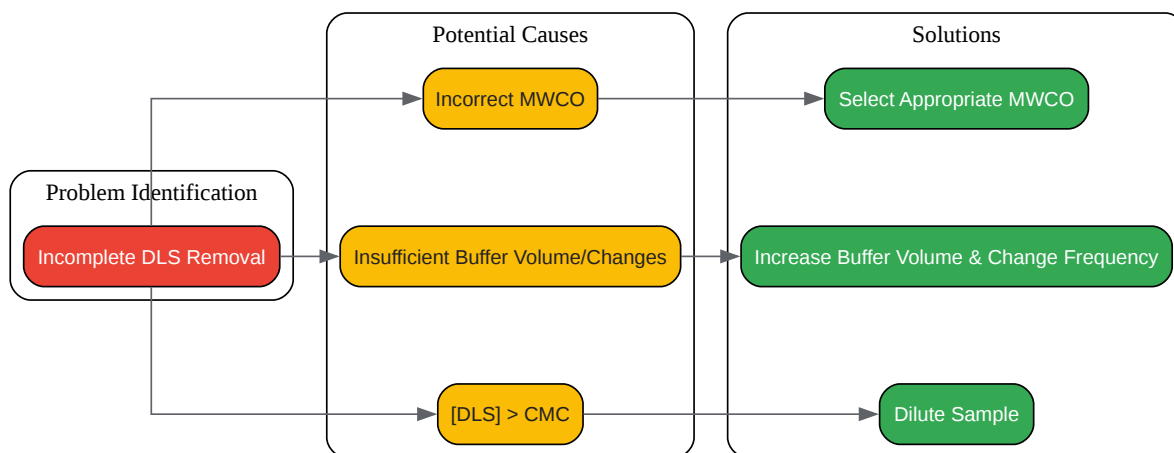 Potential Causes
Solutions
Incorrect MWCO
Select Appropriate MWCO
Problem Identification
Incomplete DLS Removal
Insufficient Buffer Volume/Changes
Increase Buffer Volume & Change Frequency
[DLS] > CMC
Dilute Sample